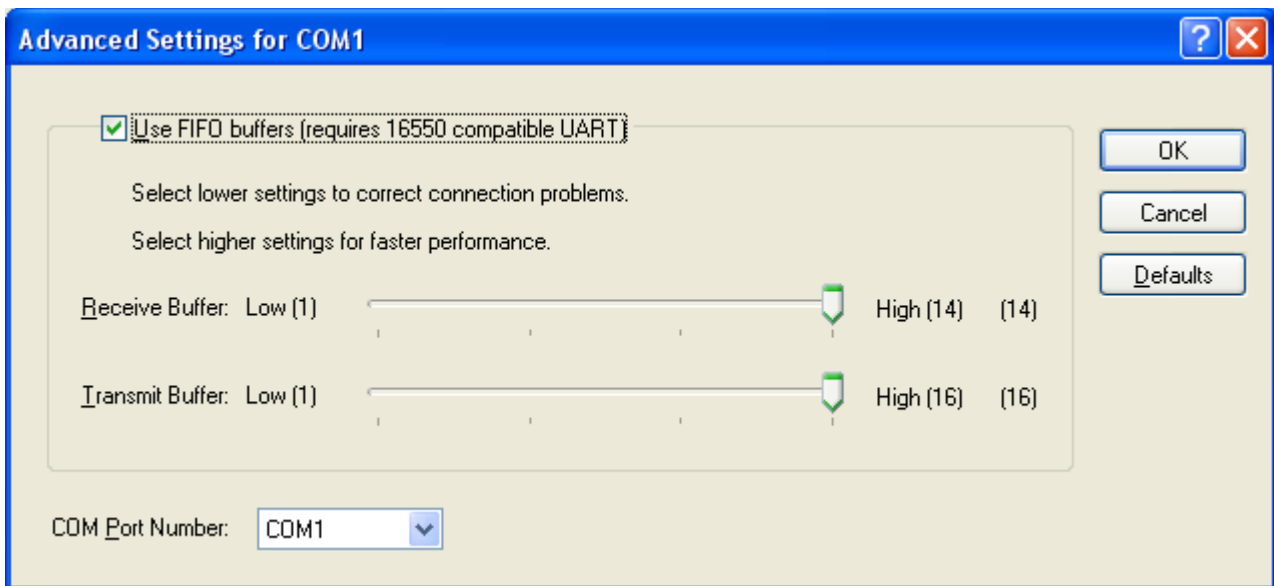 Advanced Settings for COM1
Use FIFO buffers (requires 16550 compatible UART)
Select lower settings to correct connection problems.
Select higher settings for faster performance.
Receive Buffer: Low (1) High (14) (14)
Transmit Buffer: Low (1) High (16) (16)
COM Port Number: COM1
OK
Cancel
Defaults